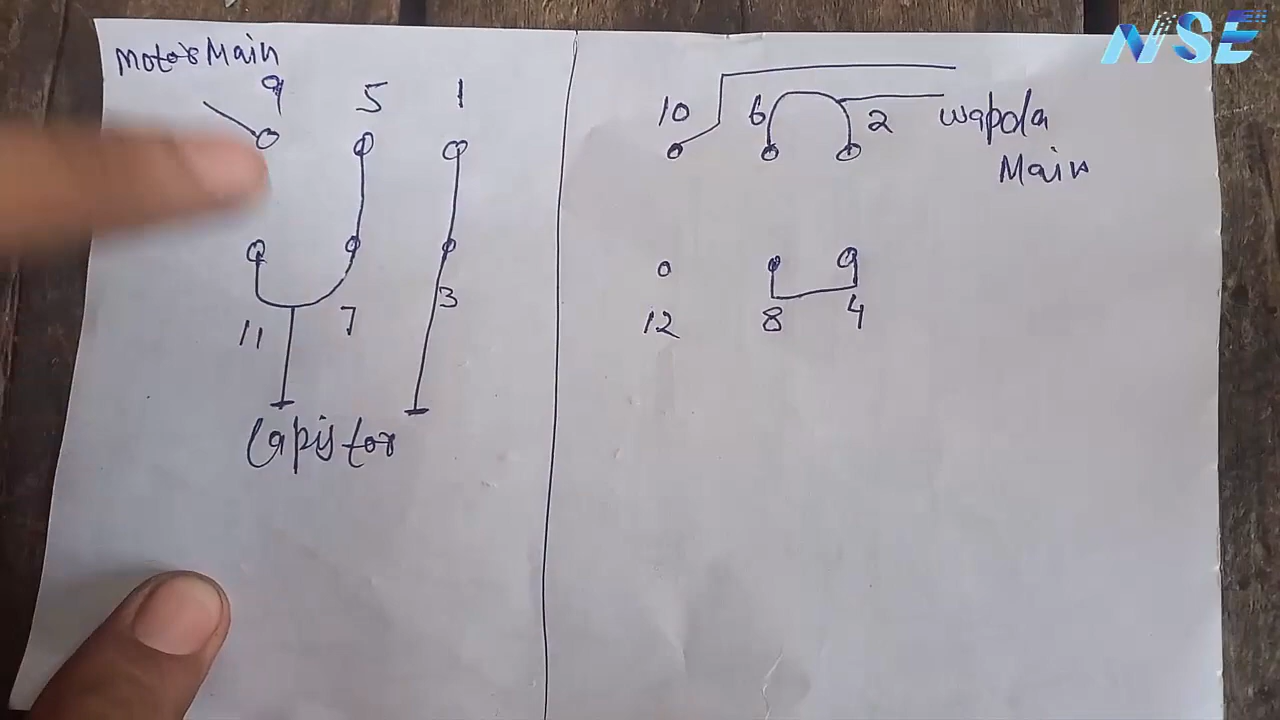 Motor Main
9 5 1
11 7 3
Capistor
10 6 2
Wapda
Main
12 8 4
NSE